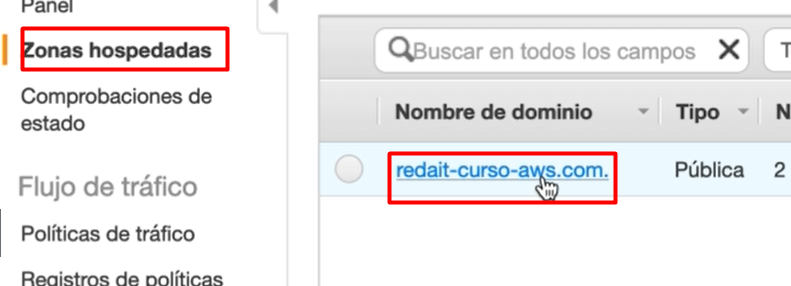 Panel
Zonas hospedadas
Comprobaciones de
estado
Flujo de tráfico
Políticas de tráfico
Registros de políticas
Buscar en todos los campos
Nombre de dominio
Tipo
redait-curso-aws.com.
Pública
2